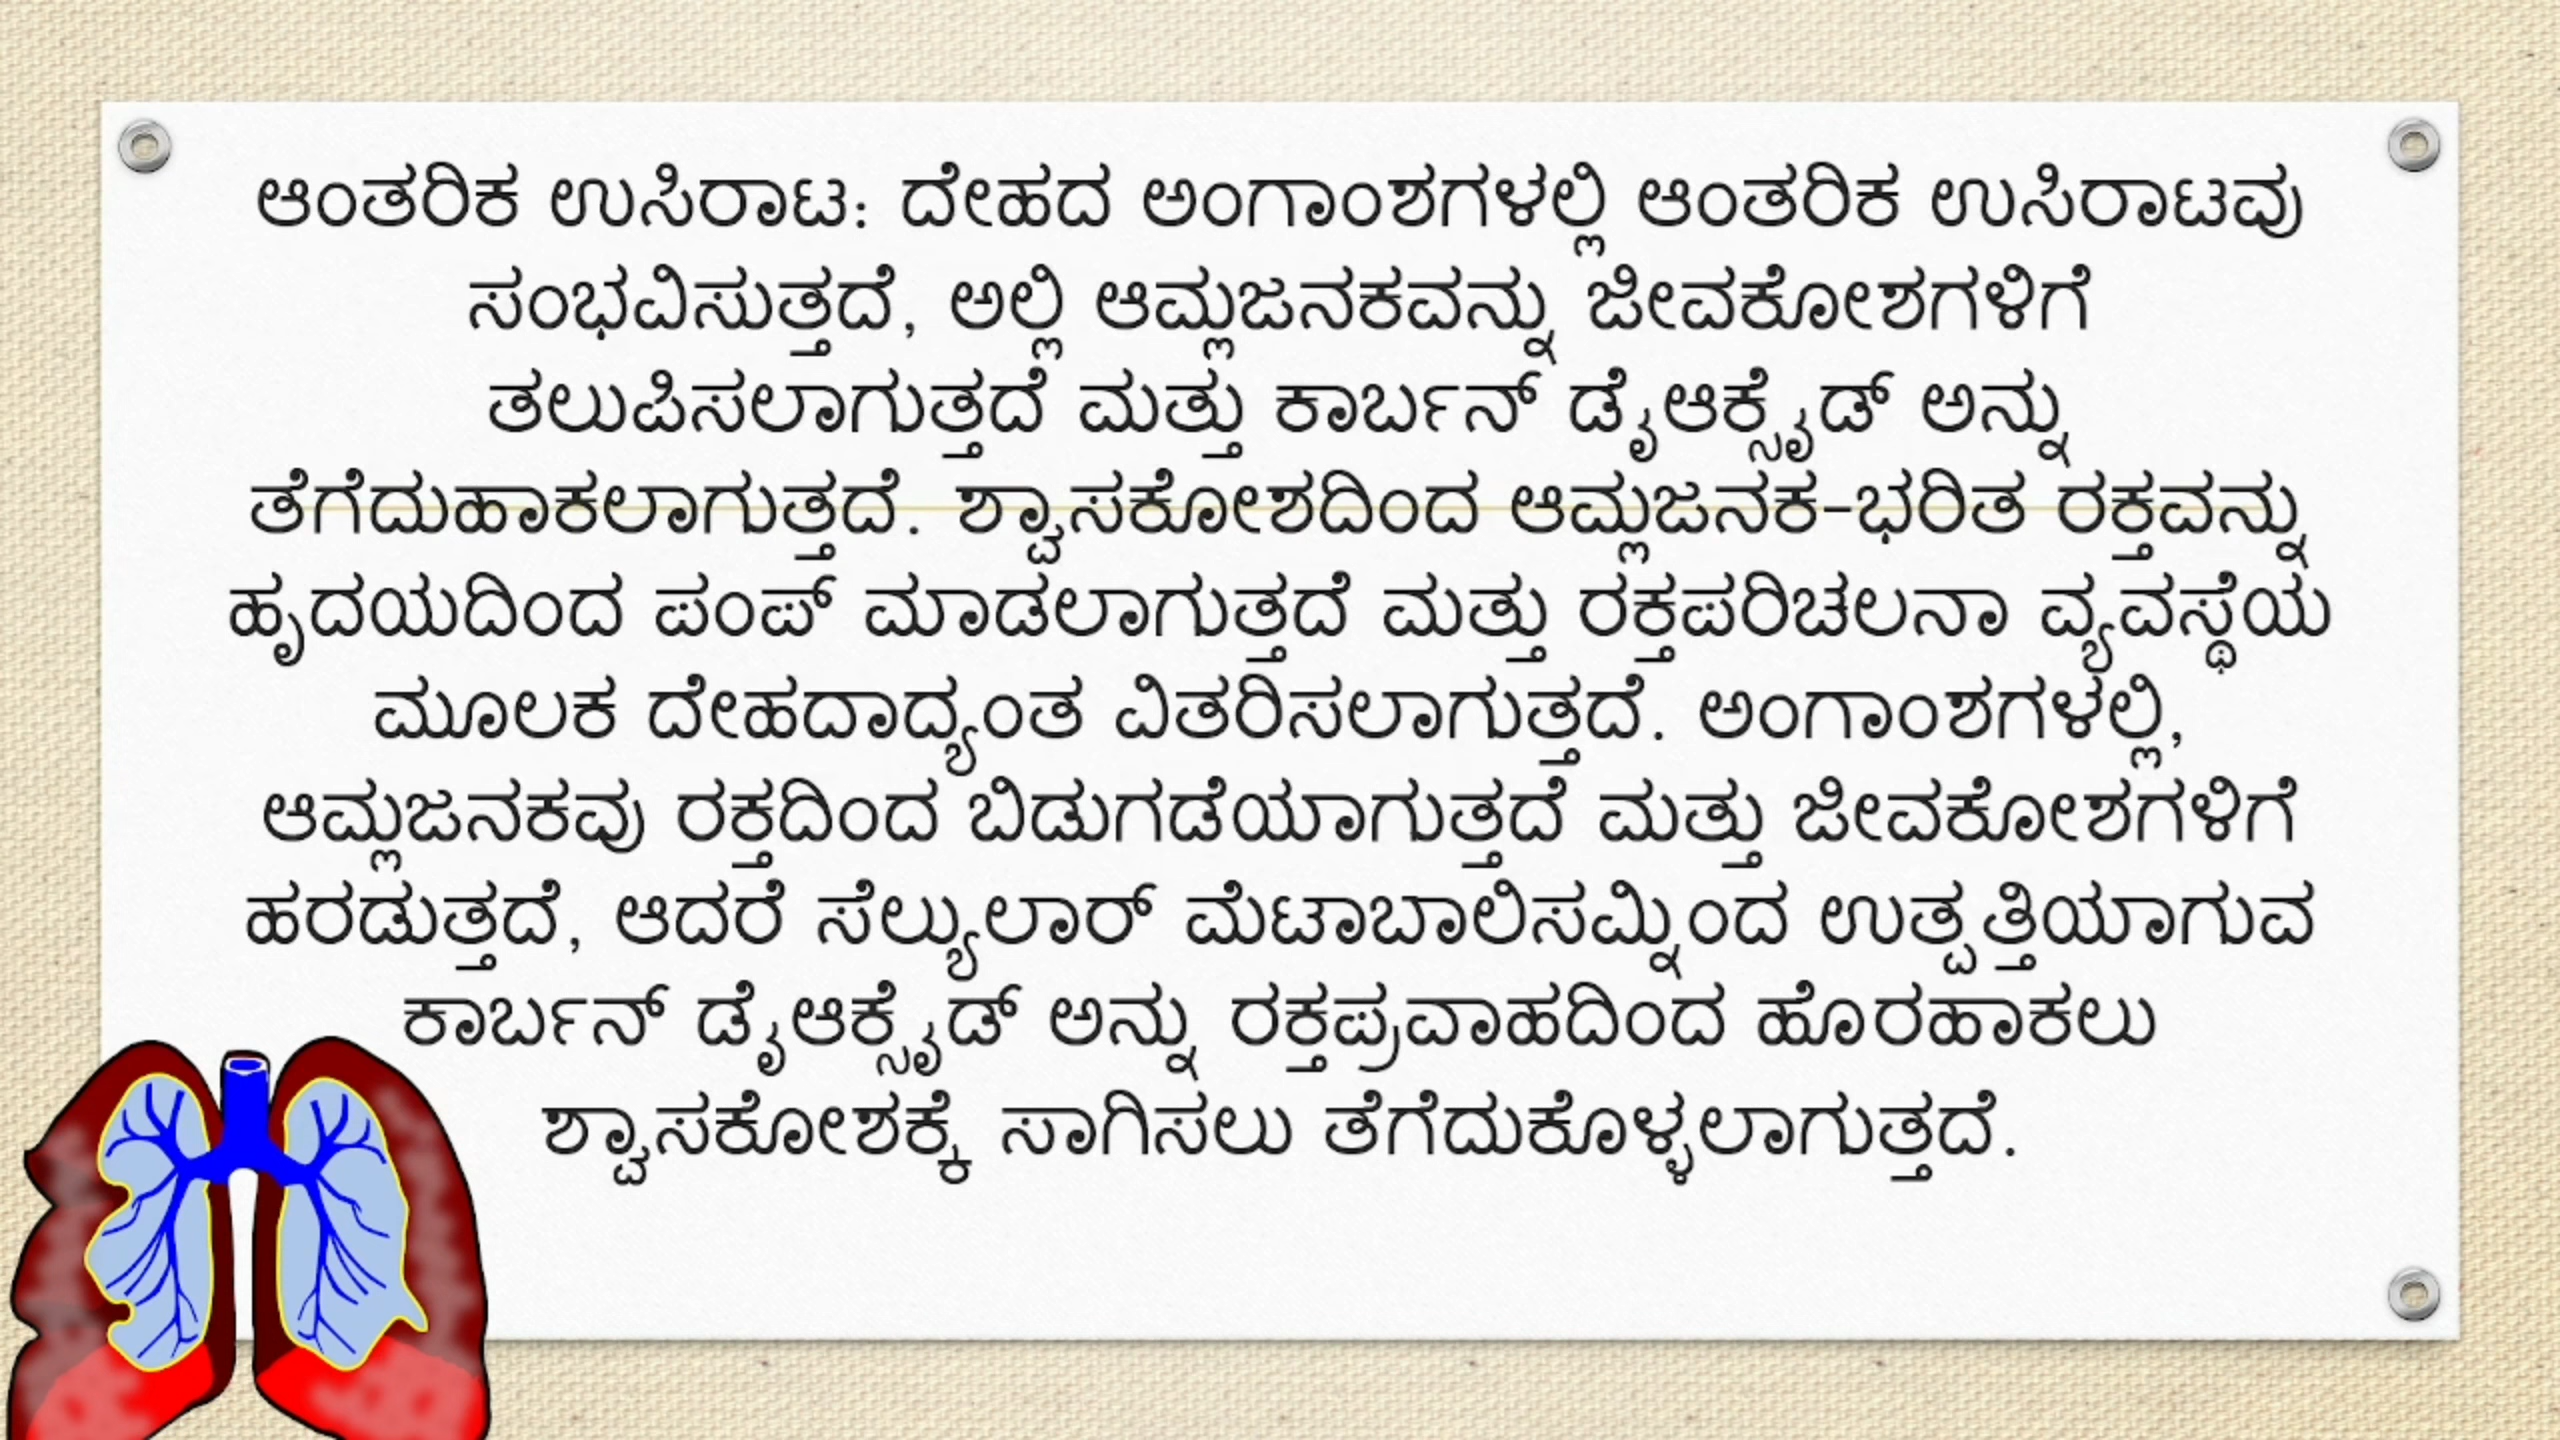 ಆಂತರಿಕ ಉಸಿರಾಟ: ದೇಹದ ಅಂಗಾಂಶಗಳಲ್ಲಿ ಆಂತರಿಕ ಉಸಿರಾಟವು
ಸಂಭವಿಸುತ್ತದೆ, ಅಲ್ಲಿ ಆಮ್ಲಜನಕವನ್ನು ಜೀವಕೋಶಗಳಿಗೆ
ತಲುಪಿಸಲಾಗುತ್ತದೆ ಮತ್ತು ಕಾರ್ಬನ್ ಡೈಆಕ್ಸೈಡ್ ಅನ್ನು
ತೆಗೆದುಹಾಕಲಾಗುತ್ತದೆ. ಶ್ವಾಸಕೋಶದಿಂದ ಆಮ್ಲಜನಕ-ಭರಿತ ರಕ್ತವನ್ನು
ಹೃದಯದಿಂದ ಪಂಪ್ ಮಾಡಲಾಗುತ್ತದೆ ಮತ್ತು ರಕ್ತಪರಿಚಲನಾ ವ್ಯವಸ್ಥೆಯ
ಮೂಲಕ ದೇಹದಾದ್ಯಂತ ವಿತರಿಸಲಾಗುತ್ತದೆ. ಅಂಗಾಂಶಗಳಲ್ಲಿ,
ಆಮ್ಲಜನಕವು ರಕ್ತದಿಂದ ಬಿಡುಗಡೆಯಾಗುತ್ತದೆ ಮತ್ತು ಜೀವಕೋಶಗಳಿಗೆ
ಹರಡುತ್ತದೆ, ಆದರೆ ಸೆಲ್ಯುಲಾರ್ ಮೆಟಾಬಾಲಿಸಮ್ನಿಂದ ಉತ್ಪತ್ತಿಯಾಗುವ
ಕಾರ್ಬನ್ ಡೈಆಕ್ಸೈಡ್ ಅನ್ನು ರಕ್ತಪ್ರವಾಹದಿಂದ ಹೊರಹಾಕಲು
ಶ್ವಾಸಕೋಶಕ್ಕೆ ಸಾಗಿಸಲು ತೆಗೆದುಕೊಳ್ಳಲಾಗುತ್ತದೆ.